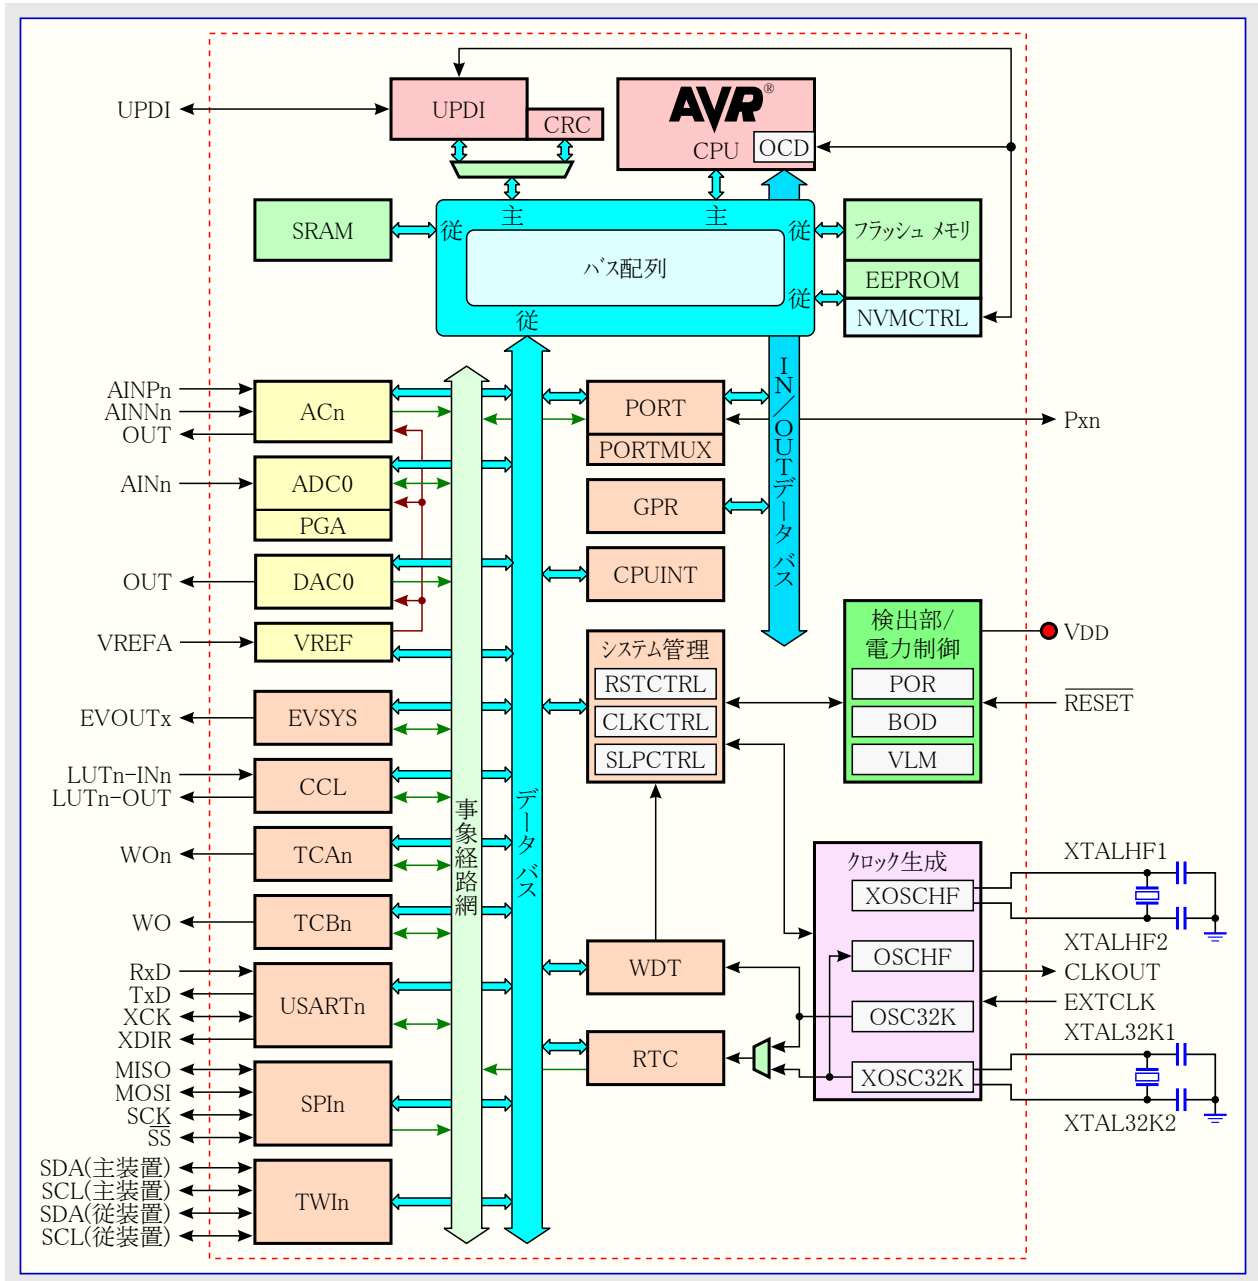 UPDI
UPDI
CRC
AVR®
CPU
OCD
SRAM
主
主
従
従
従
従
バス配列
フラッシュ メモリ
EEPROM
NVMCTRL
AINPn
AINNn
OUT
ACn
AINn
ADC0
PGA
OUT
DAC0
VREFA
VREF
EVOUTx
EVSYS
LUTn-INn
LUTn-OUT
CCL
WOn
TCAn
WO
TCBn
RxD
TxD
XCK
XDIR
USARTn
MISO
MOSI
SCK
SS
SPIn
SDA(主装置)
SCL(主装置)
SDA(従装置)
SCL(従装置)
TWIn
事象経路網
データ バス
IN/OUTデータ バス
PORT
PORTMUX
Pxn
GPR
CPUINT
システム管理
RSTCTRL
CLKCTRL
SLPCTRL
検出部/
電力制御
POR
BOD
VLM
VDD
RESET
WDT
RTC
クロック生成
XOSCHF
OSCHF
OSC32K
XOSC32K
XTALHF1
XTALHF2
CLKOUT
EXTCLK
XTAL32K1
XTAL32K2